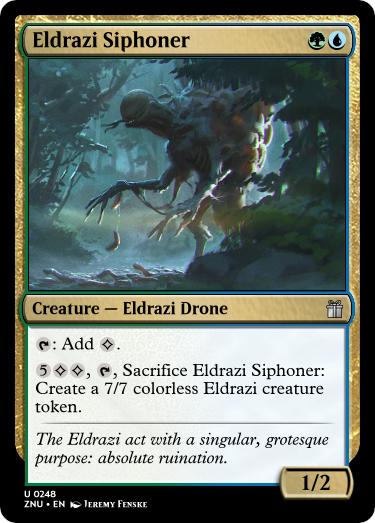 Eldrazi Siphoner
: Add .
Creature — Eldrazi Drone
5, , Sacrifice Eldrazi Siphoner:
Create a 7/7 colorless Eldrazi creature
token.
The Eldrazi act with a singular, grotesque
purpose: absolute ruination.
1/2
U 0248
ZNU • EN Jeremy Fenske